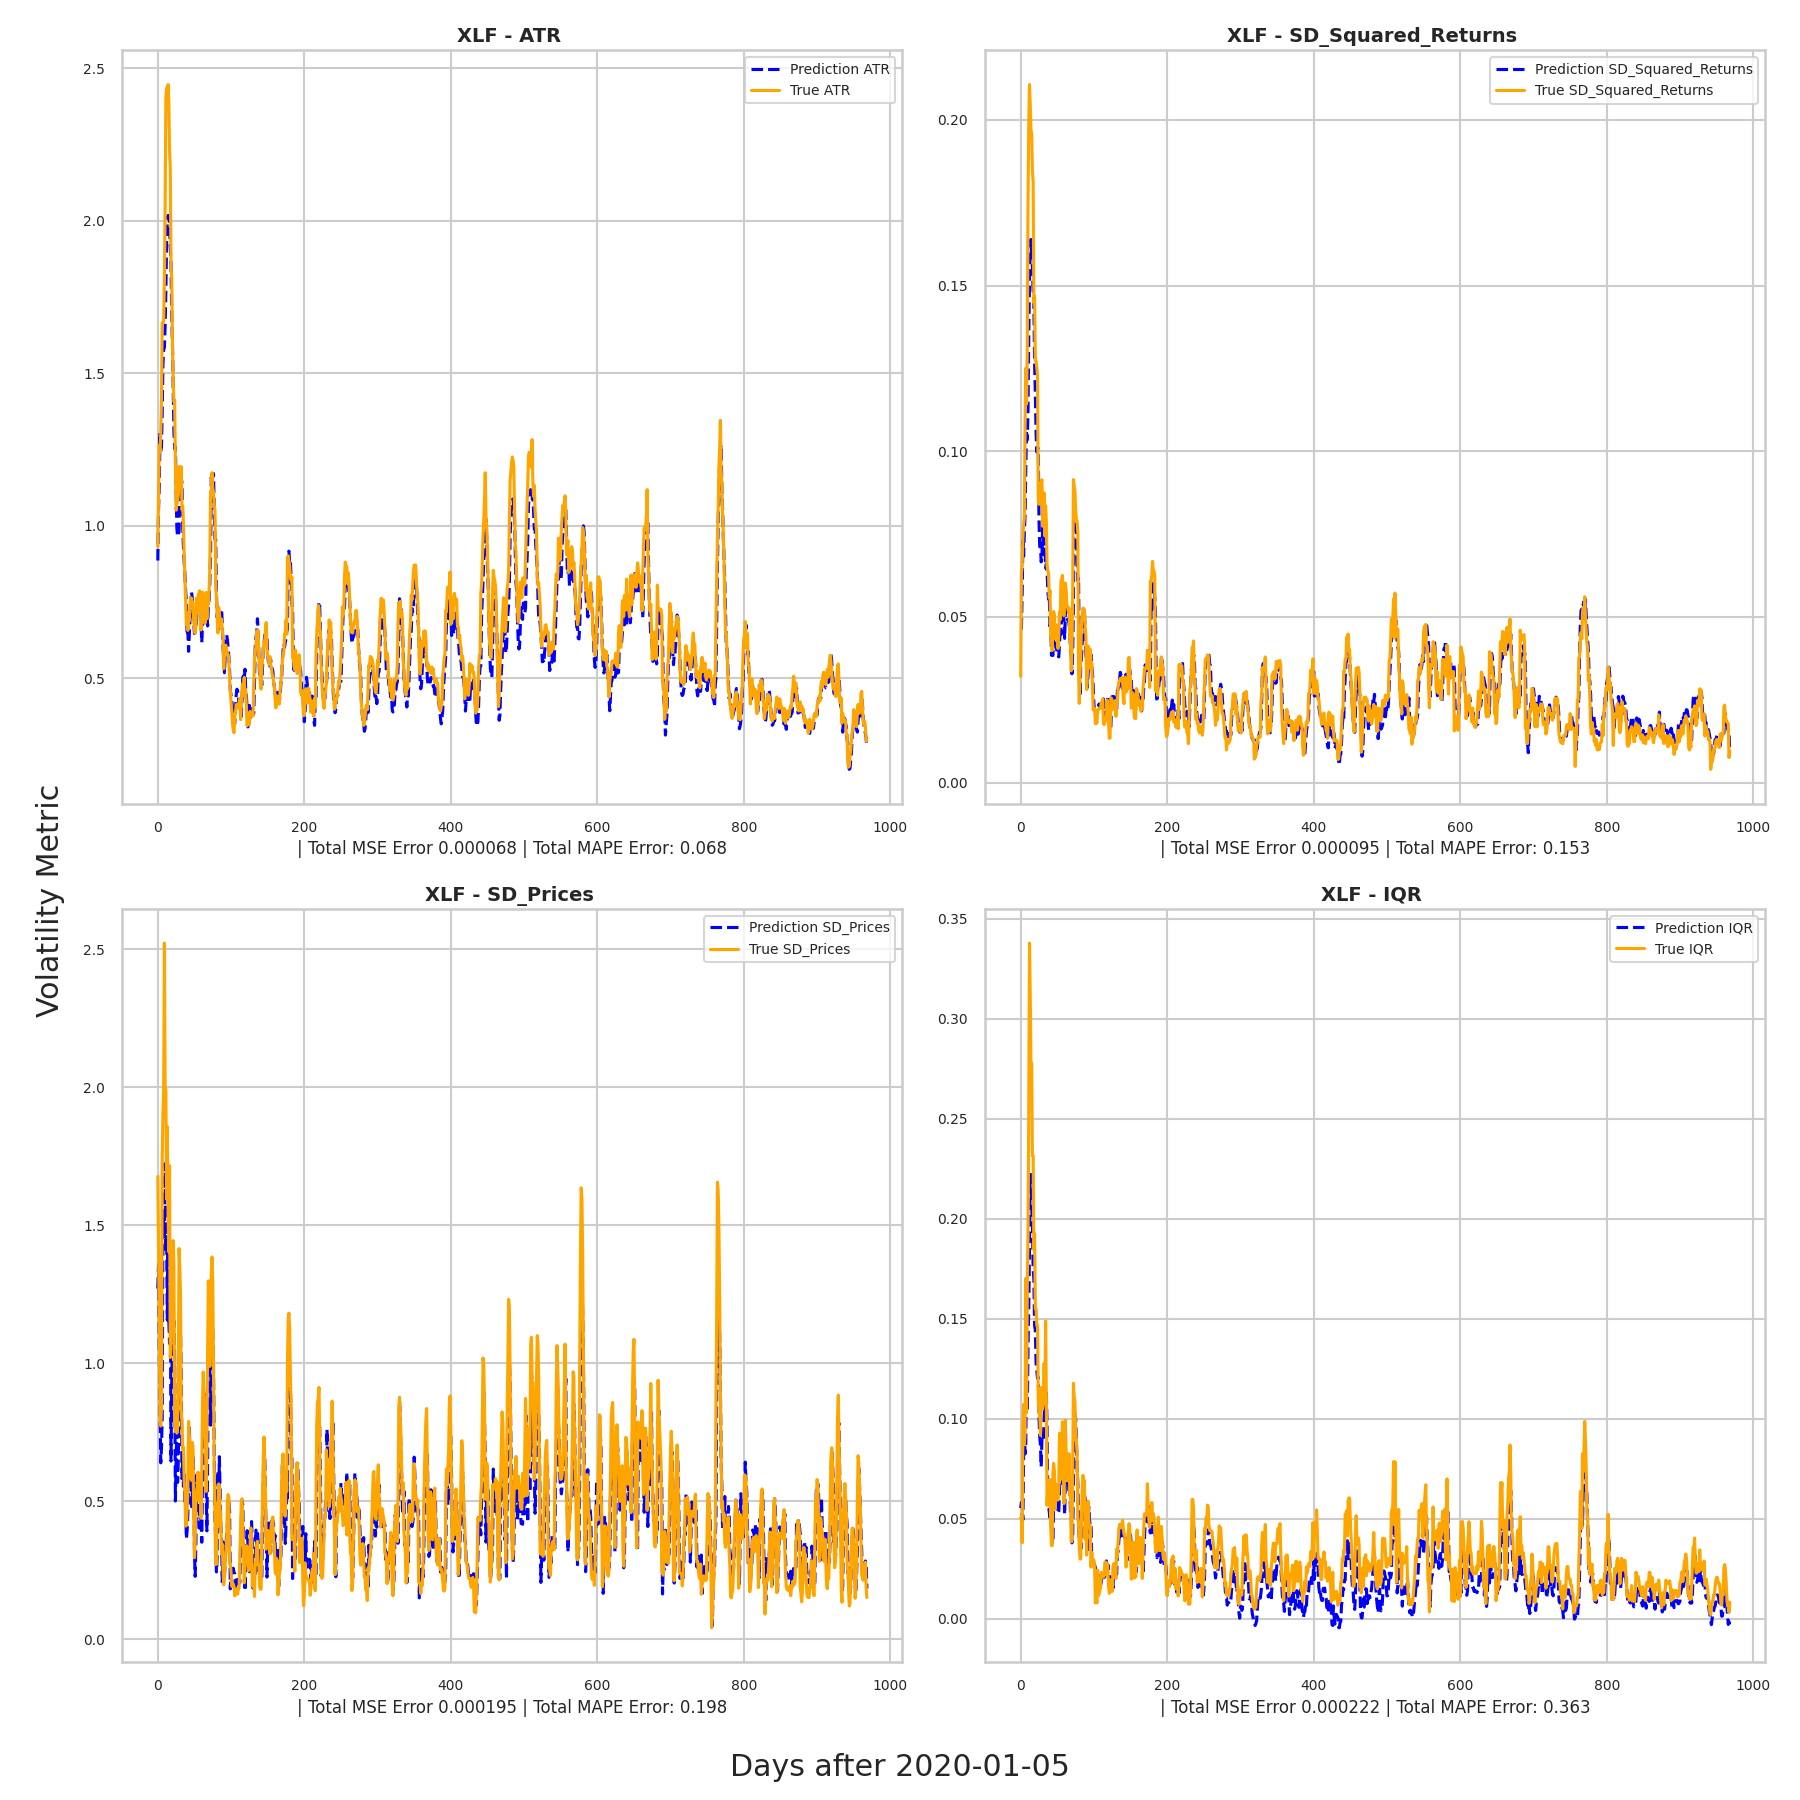 XLF - ATR
2.5
2.0
1.5
1.0
0.5
Prediction ATR
True ATR
0 200 400 600 800 1000
| Total MSE Error 0.000068 | Total MAPE Error: 0.068
XLF - SD_Squared_Returns
0.20
0.15
0.10
0.05
0.00
Prediction SD_Squared_Returns
True SD_Squared_Returns
0 200 400 600 800 1000
| Total MSE Error 0.000095 | Total MAPE Error: 0.153
Volatility Metric
XLF - SD_Prices
2.5
2.0
1.5
1.0
0.5
0.0
Prediction SD_Prices
True SD_Prices
0 200 400 600 800 1000
| Total MSE Error 0.000195 | Total MAPE Error: 0.198
XLF - IQR
0.35
0.30
0.25
0.20
0.15
0.10
0.05
0.00
Prediction IQR
True IQR
0 200 400 600 800 1000
| Total MSE Error 0.000222 | Total MAPE Error: 0.363
Days after 2020-01-05